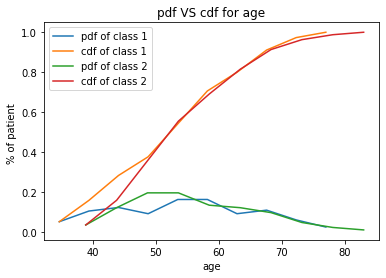 pdf VS cdf for age
pdf of class 1
cdf of class 1
pdf of class 2
cdf of class 2
1.0
0.8
0.6
0.4
0.2
0.0
% of patient
40
50
60
70
80
age